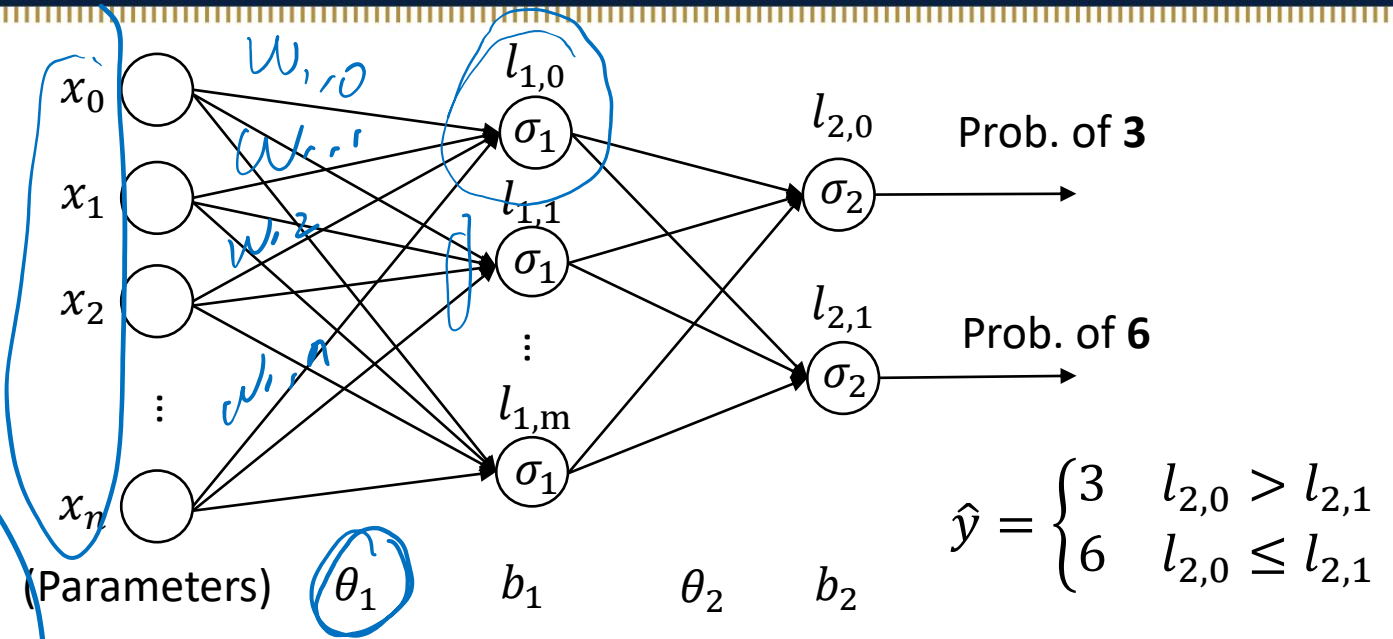 x₀
x₁
x₂
⋮
xₙ
W₁,₀
W₁,₁
W₁,₂
W₁,ₙ
l₁,₀
σ₁
l₁,₁
σ₁
⋮
l₁,ₘ
σ₁
l₂,₀
σ₂
Prob. of 3
l₂,₁
σ₂
Prob. of 6
ŷ = { 3 l₂,₀ > l₂,₁
6 l₂,₀ ≤ l₂,₁
(Parameters) θ₁ b₁ θ₂ b₂